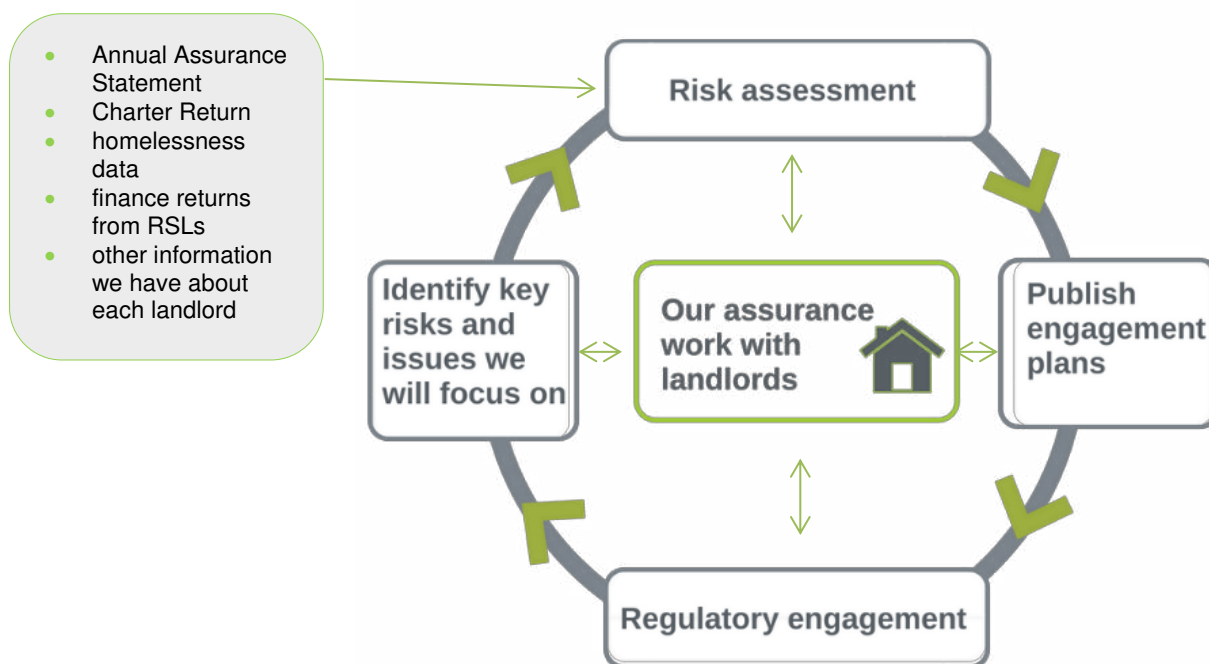 Annual Assurance
Statement
Charter Return
homelessness
data
finance returns
from RSLs
other information
we have about
each landlord
Risk assessment
Identify key
risks and
issues we
will focus on
Our assurance
work with
landlords
Publish
engagement
plans
Regulatory engagement